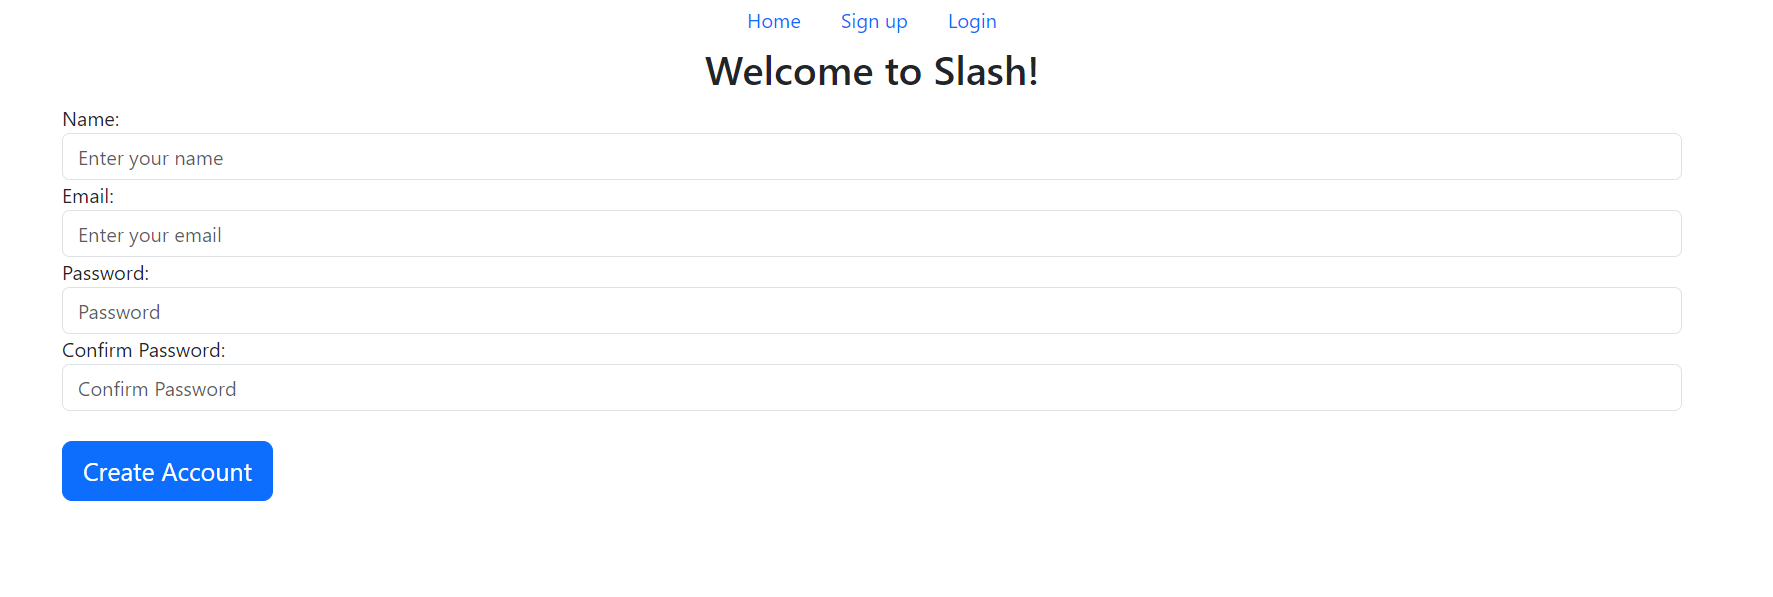 Home Sign up Login
Welcome to Slash!
Name:
Enter your name
Email:
Enter your email
Password:
Password
Confirm Password:
Confirm Password
Create Account